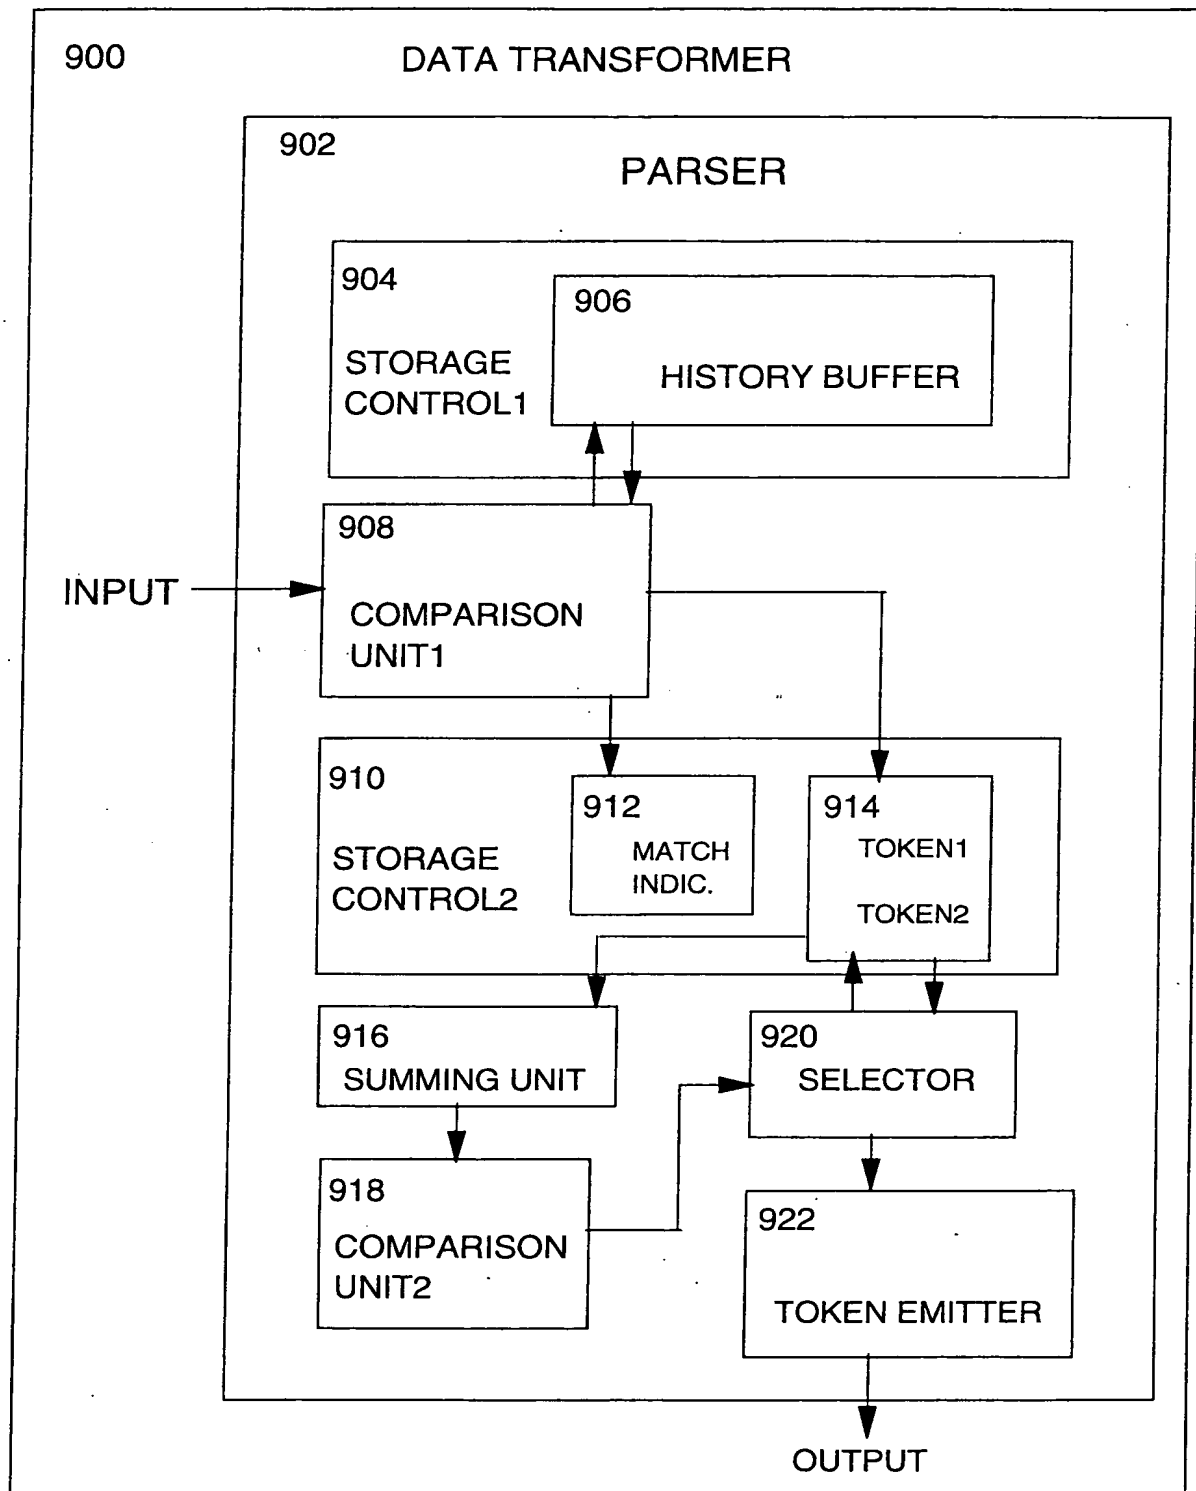 900
DATA TRANSFORMER
902
PARSER
904
STORAGE
CONTROL1
906
HISTORY BUFFER
908
COMPARISON
UNIT1
INPUT
910
STORAGE
CONTROL2
912
MATCH
INDIC.
914
TOKEN1
TOKEN2
916
SUMMING UNIT
920
SELECTOR
918
COMPARISON
UNIT2
922
TOKEN EMITTER
OUTPUT